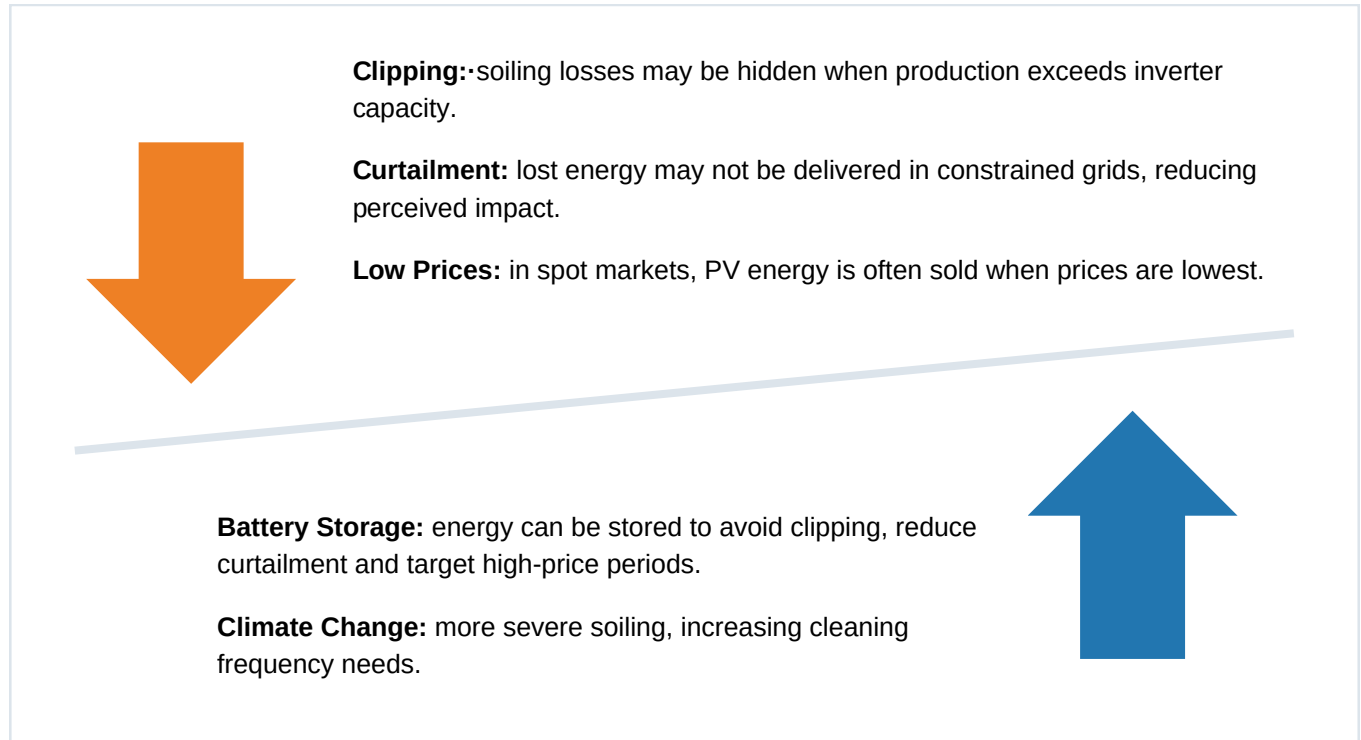 Clipping:·soiling losses may be hidden when production exceeds inverter
capacity.
Curtailment: lost energy may not be delivered in constrained grids, reducing
perceived impact.
Low Prices: in spot markets, PV energy is often sold when prices are lowest.
Battery Storage: energy can be stored to avoid clipping, reduce
curtailment and target high-price periods.
Climate Change: more severe soiling, increasing cleaning
frequency needs.